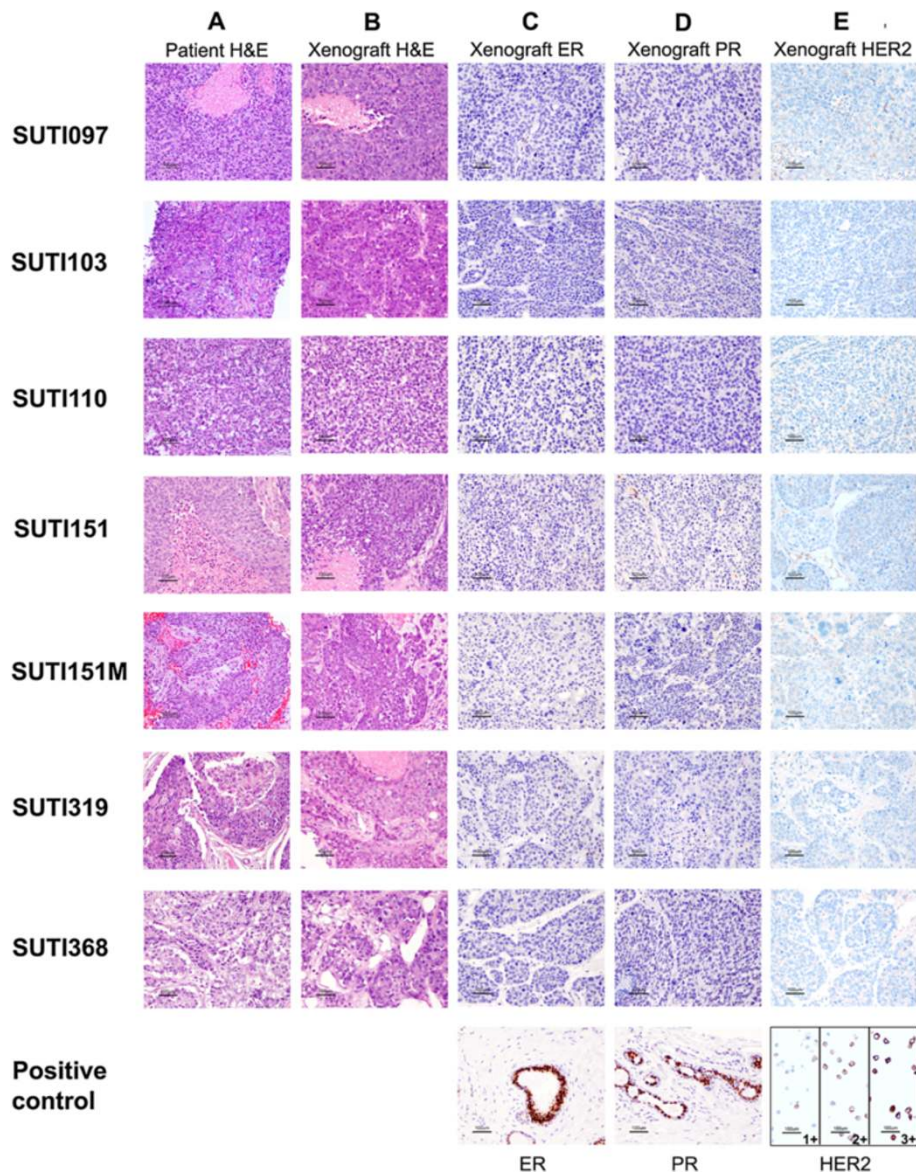 A B C D E
Patient H&E Xenograft H&E Xenograft ER Xenograft PR Xenograft HER2
SUTI097
SUTI103
SUTI110
SUTI151
SUTI151M
SUTI319
SUTI368
Positive
control
1+ 2+ 3+
ER PR HER2